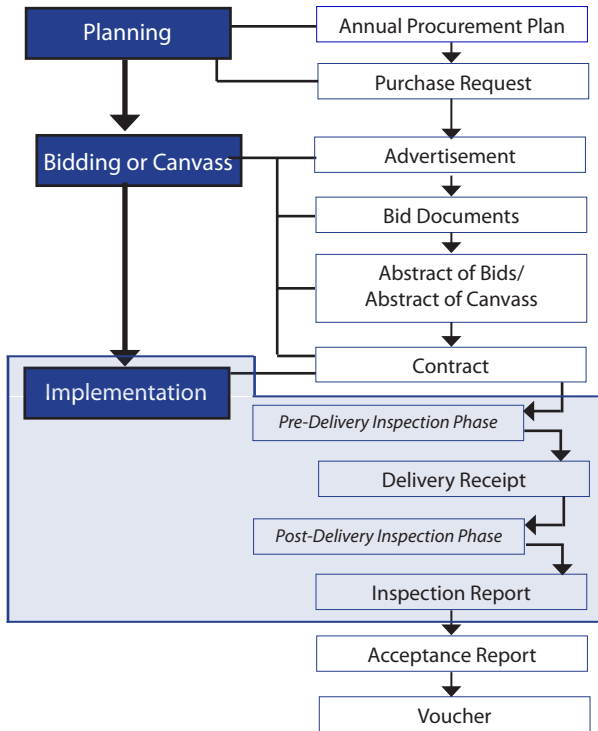 Planning
Annual Procurement Plan
Purchase Request
Bidding or Canvass
Advertisement
Bid Documents
Abstract of Bids/
Abstract of Canvass
Contract
Implementation
Pre-Delivery Inspection Phase
Delivery Receipt
Post-Delivery Inspection Phase
Inspection Report
Acceptance Report
Voucher